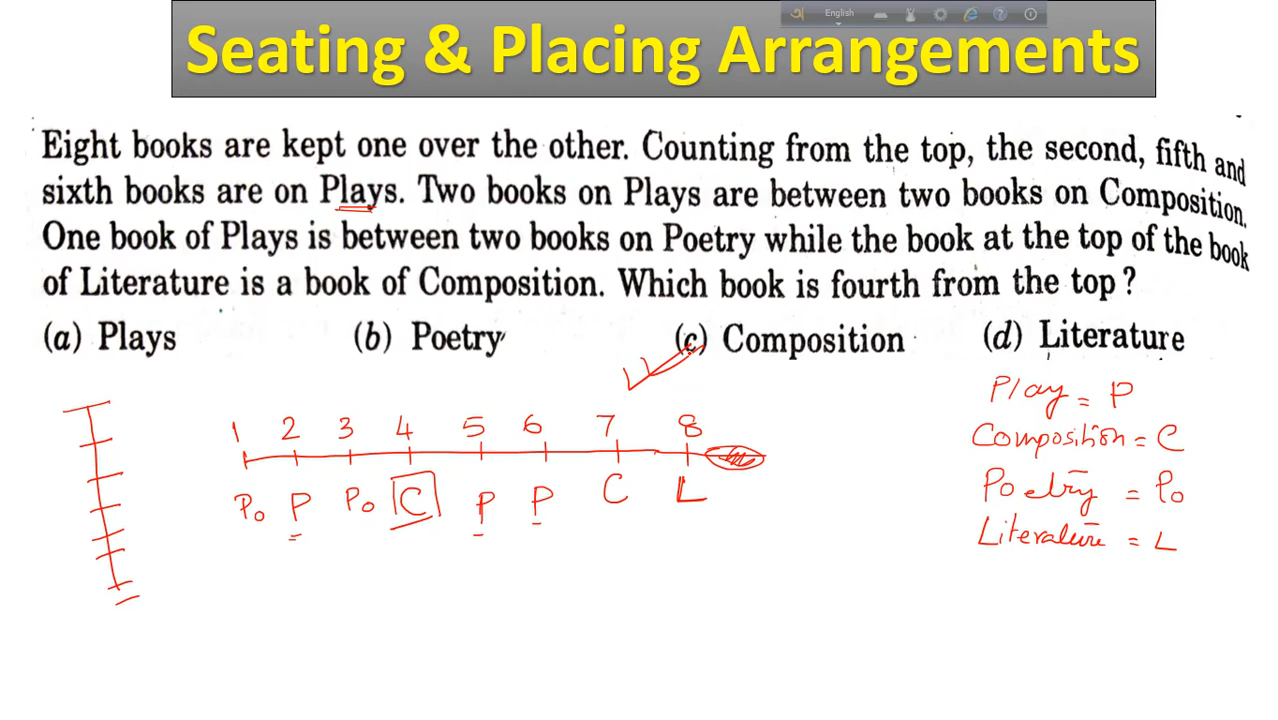 English
Seating & Placing Arrangements
Eight books are kept one over the other. Counting from the top, the second, fifth and
sixth books are on Plays. Two books on Plays are between two books on Composition.
One book of Plays is between two books on Poetry while the book at the top of the book
of Literature is a book of Composition. Which book is fourth from the top ?
(a) Plays (b) Poetry (c) Composition (d) Literature
Play = P
Composition = C
Poetry = Po
Literature = L
1 2 3 4 5 6 7 8
Po P Po C P P C L